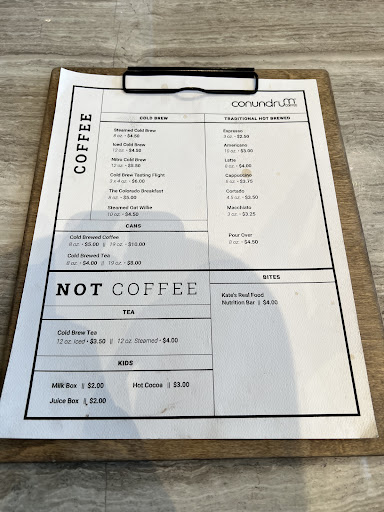 conundrum
COFFEE
COLD BREW
Steamed Cold Brew
8 oz. • $4.50
Iced Cold Brew
12 oz. • $4.50
Nitro Cold Brew
12 oz. • $5.50
Cold Brew Tasting Flight
3 x 4 oz • $6.00
The Colorado Breakfast
8 oz. • $5.00
Steamed Oat Willie
10 oz. • $4.50
TRADITIONAL HOT BREWED
Espresso
3 oz. • $2.50
Americano
10 oz. • $3.00
Latte
8 oz. • $4.00
Cappuccino
6 oz. • $3.75
Cortado
4.5 oz. • $3.50
Macchiato
3 oz. • $3.25
Pour Over
8 oz. • $4.50
CANS
Cold Brewed Coffee
8 oz. • $5.00 || 19 oz. • $10.00
Cold Brewed Tea
8 oz. • $4.00 || 19 oz. • $8.00
NOT COFFEE
TEA
Cold Brew Tea
12 oz. Iced • $3.50 || 12 oz. Steamed • $4.00
KIDS
Milk Box || $2.00 Hot Cocoa || $3.00
Juice Box || $2.00
BITES
Kate's Real Food
Nutrition Bar || $4.00